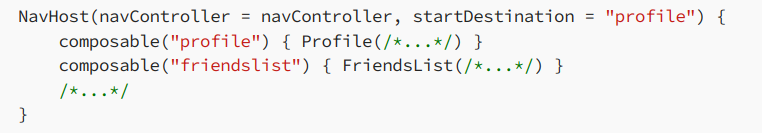 NavHost(navController = navController, startDestination = "profile") {
    composable("profile") { Profile(/*...*/) }
    composable("friendslist") { FriendsList(/*...*/) }
    /*...*/
}